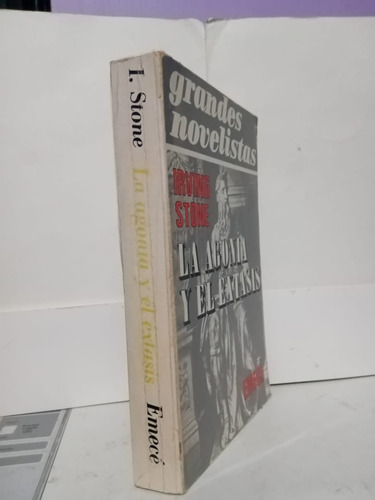 I. Stone La agonía y el éxtasis Emecé
grandes
novelistas
IRVING
STONE
LA AGONIA
Y EL EXTASIS